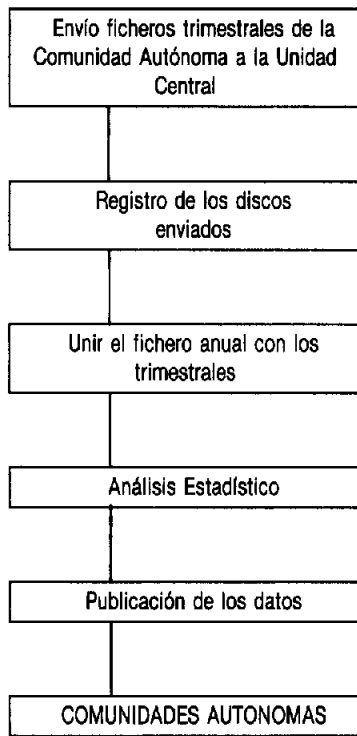 Envío ficheros trimestrales de la
Comunidad Autónoma a la Unidad
Central
Registro de los discos
enviados
Unir el fichero anual con los
trimestrales
Análisis Estadístico
Publicación de los datos
COMUNIDADES AUTONOMAS